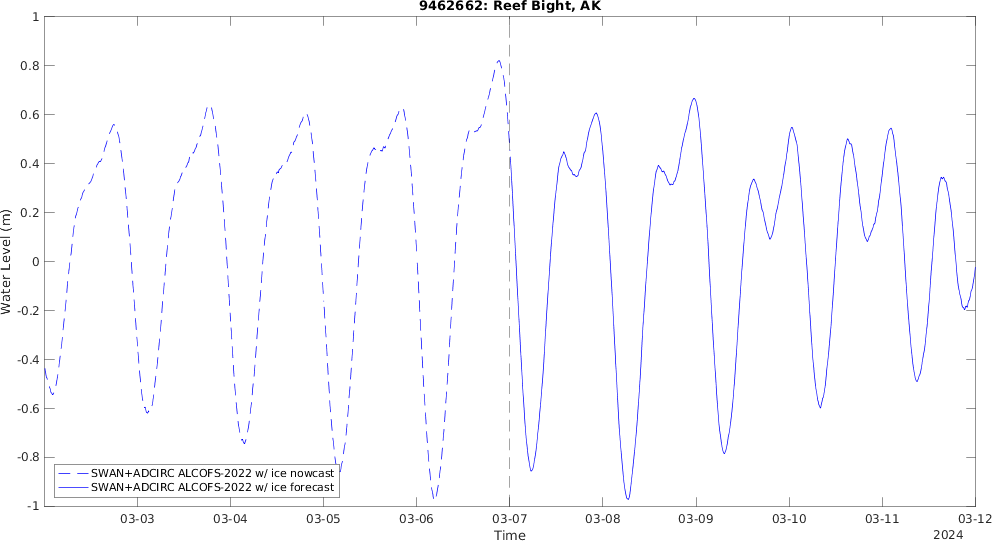 9462662: Reef Bight, AK
1
0.8
0.6
0.4
0.2
0
-0.2
-0.4
-0.6
-0.8
-1
Water Level (m)
SWAN+ADCIRC ALCOFS-2022 w/ ice nowcast
SWAN+ADCIRC ALCOFS-2022 w/ ice forecast
03-03 03-04 03-05 03-06 03-07 03-08 03-09 03-10 03-11 03-12
Time
2024